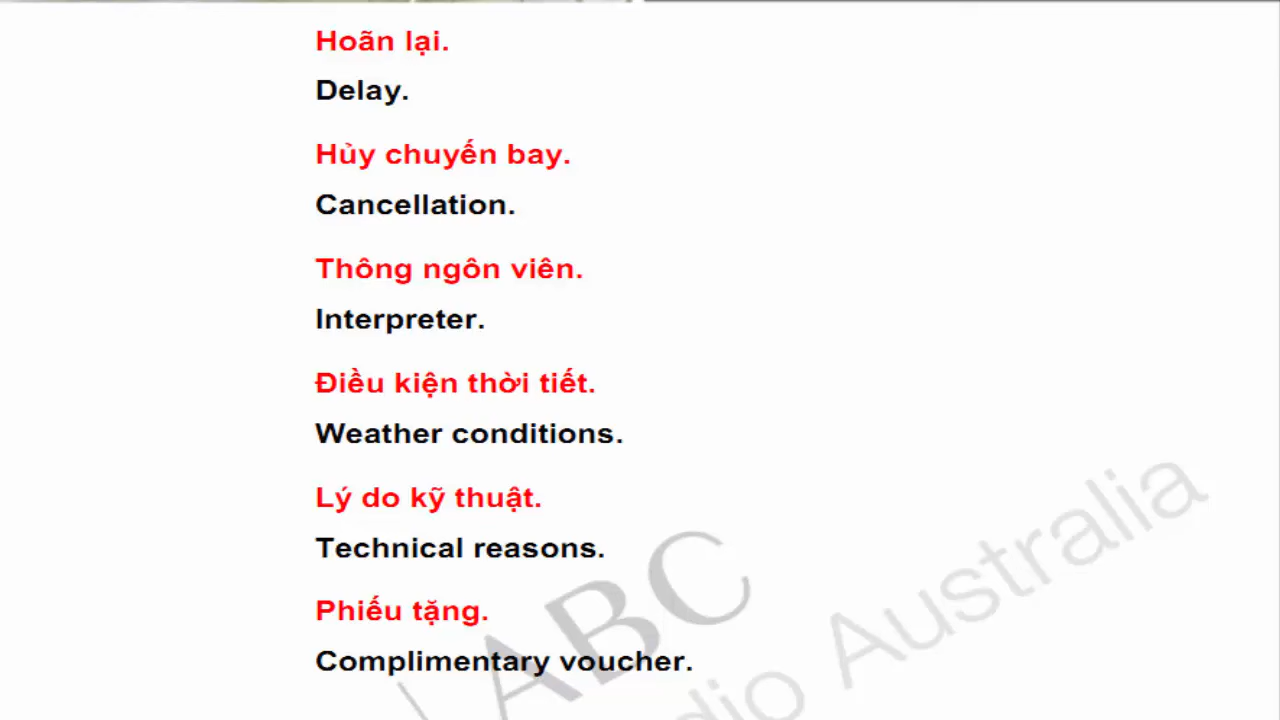 Hoãn lại.
Delay.
Hủy chuyến bay.
Cancellation.
Thông ngôn viên.
Interpreter.
Điều kiện thời tiết.
Weather conditions.
Lý do kỹ thuật.
Technical reasons.
Phiếu tặng.
Complimentary voucher.
ABC
Australia